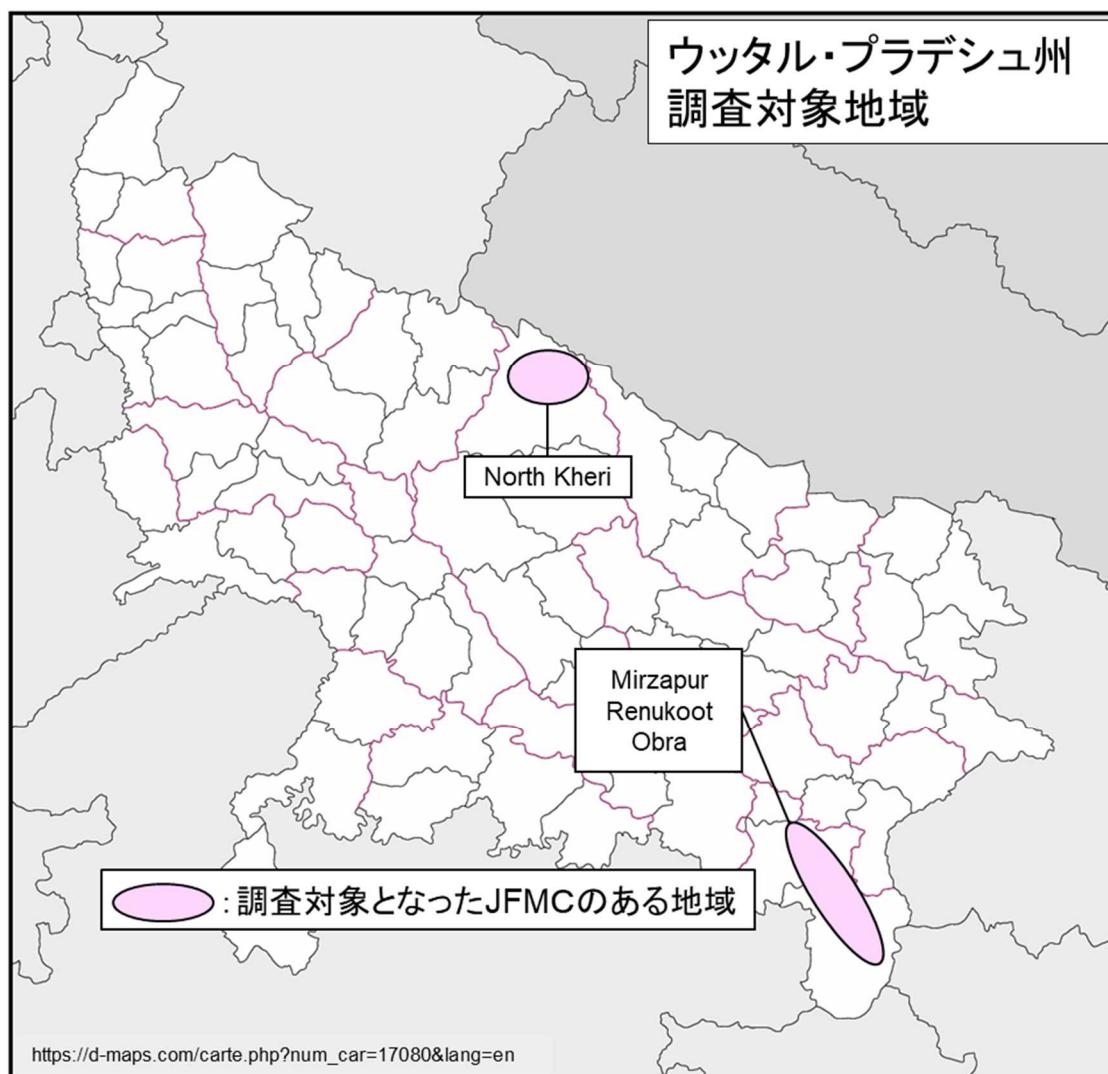 ウッタル・プラデシュ州
調査対象地域
North Kheri
Mirzapur
Renukoot
Obra
:調査対象となったJFMCのある地域
https://d-maps.com/carte.php?num_car=17080&lang=en